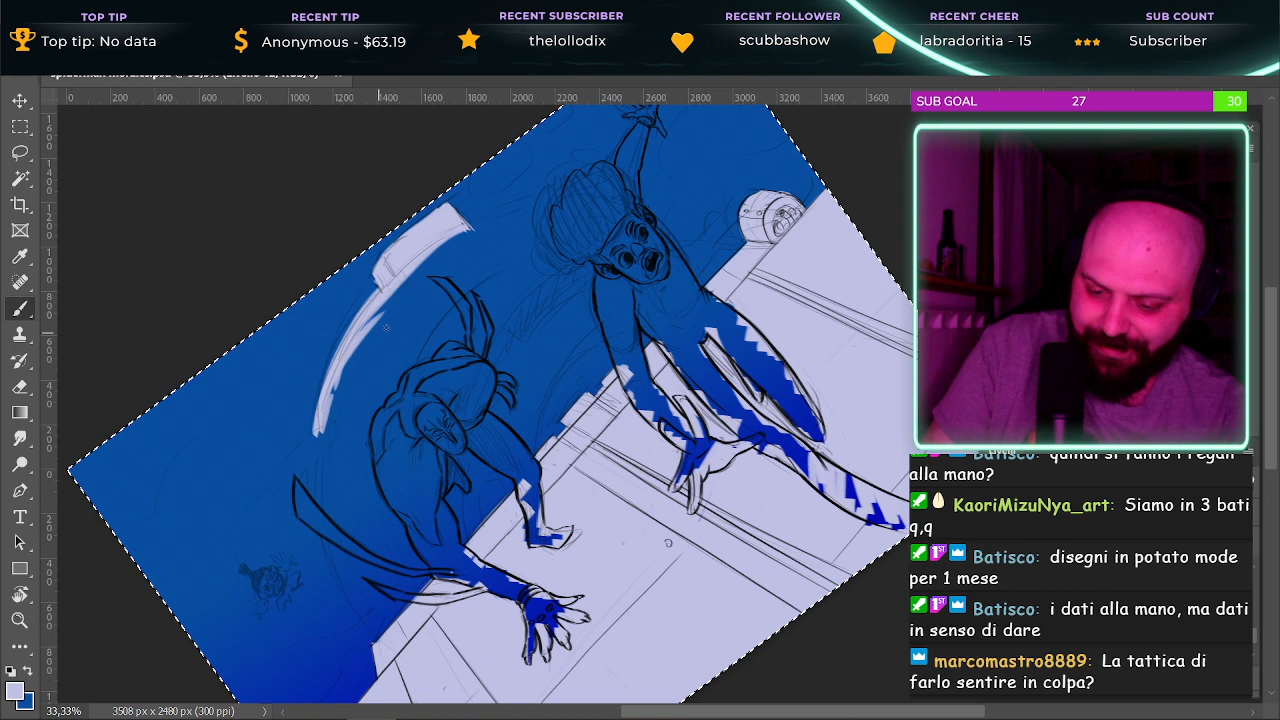 TOP TIP
Top tip: No data
RECENT TIP
Anonymous - $63.19
RECENT SUBSCRIBER
thelollodix
RECENT FOLLOWER
scubbashow
RECENT CHEER
labradoritia - 15
SUB COUNT
Subscriber
SUB GOAL 27 30
0 200 400 600 800 1000 1200 1400 1600 1800 2000 2200 2400 2600 2800 3000 3200 3400 3600
alla mano?
KaoriMizuNya_art: Siamo in 3 bati
q,q
Batisco: disegni in potato mode
per 1 mese
Batisco: i dati alla mano, ma dati
in senso di dare
marcomastro8889: La tattica di
farlo sentire in colpa?
33,33% 3508 px x 2480 px (300 ppi)